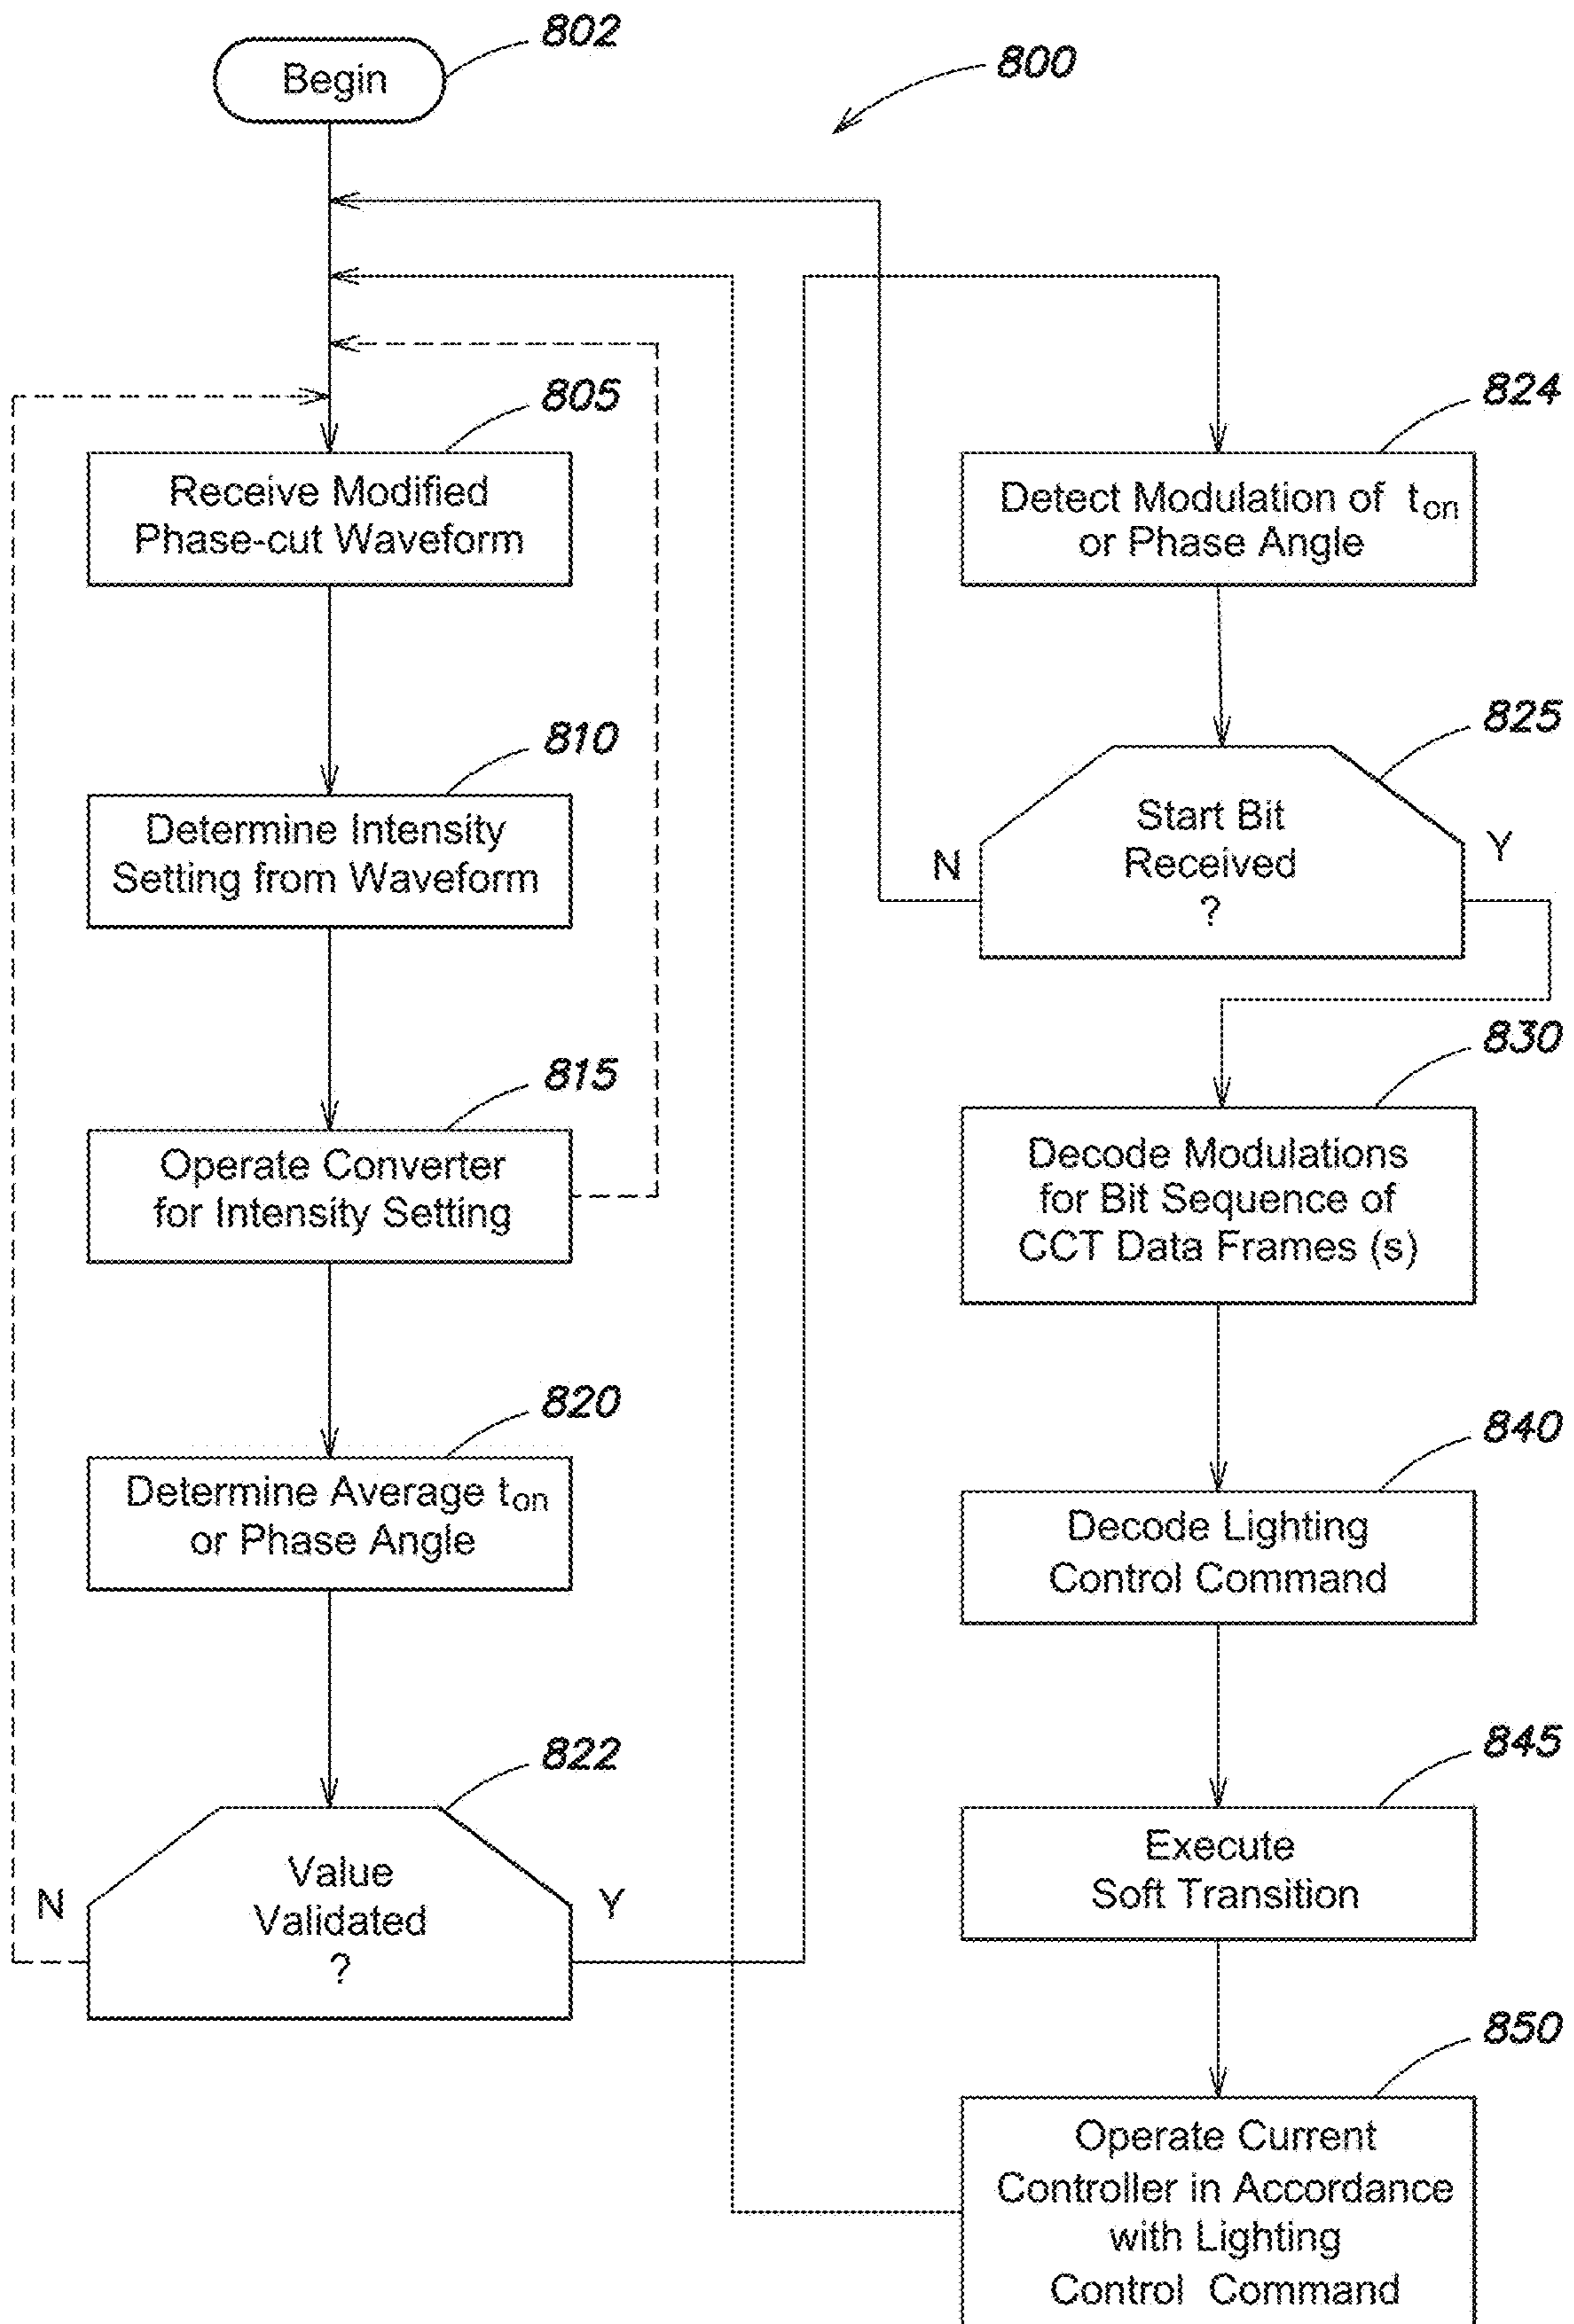 802
Begin
800
805
Receive Modified
Phase-cut Waveform
810
Determine Intensity
Setting from Waveform
815
Operate Converter
for Intensity Setting
820
Determine Average ton
or Phase Angle
822
Value
Validated
?
N
Y
824
Detect Modulation of ton
or Phase Angle
825
Start Bit
Received
?
N
Y
830
Decode Modulations
for Bit Sequence of
CCT Data Frames (s)
840
Decode Lighting
Control Command
845
Execute
Soft Transition
850
Operate Current
Controller in Accordance
with Lighting
Control Command